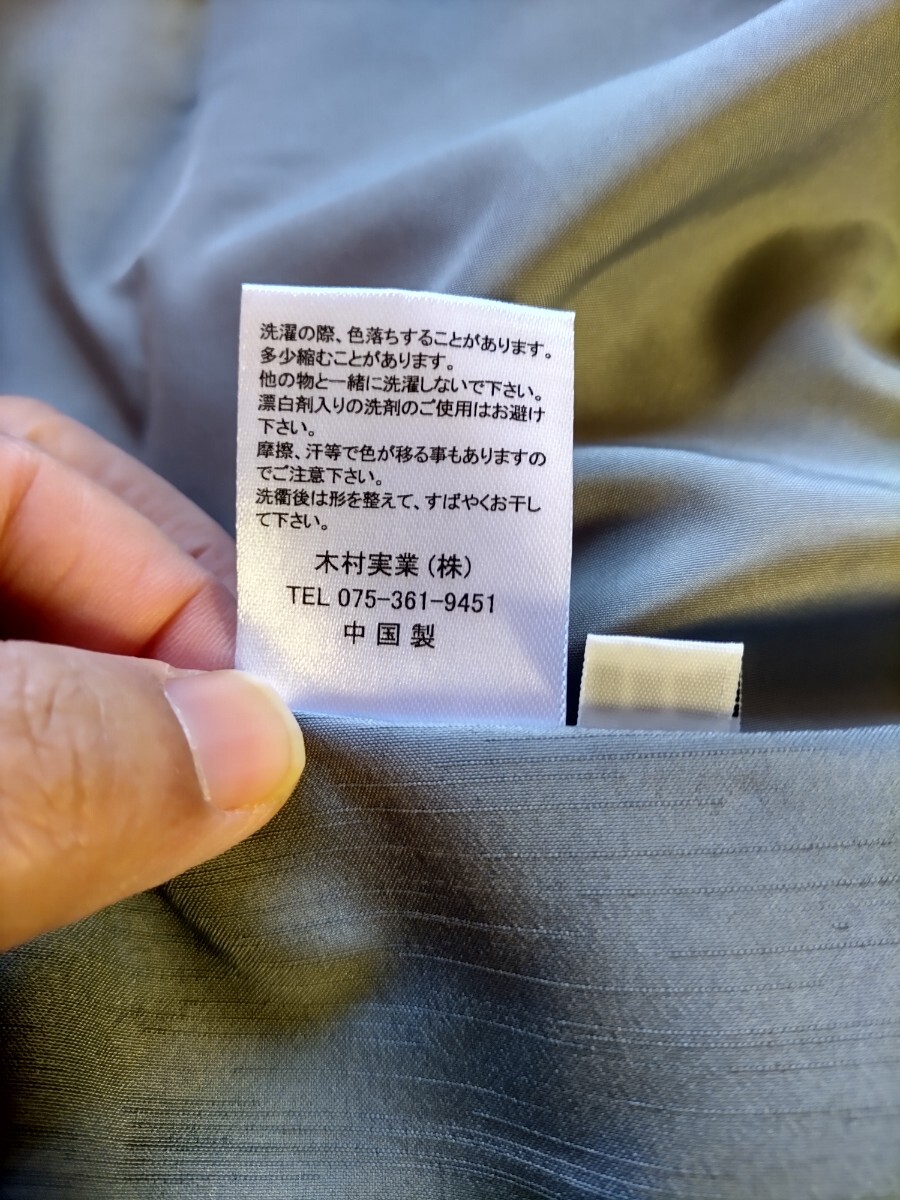 洗濯の際、色落ちすることがあります。
多少縮むことがあります。
他の物と一緒に洗濯しないで下さい。
漂白剤入りの洗剤のご使用はお避け
下さい。
摩擦、汗等で色が移る事もありますの
でご注意下さい。
洗衢後は形を整えて、すばやくお干し
て下さい。
木村実業(株)
TEL 075-361-9451
中国製